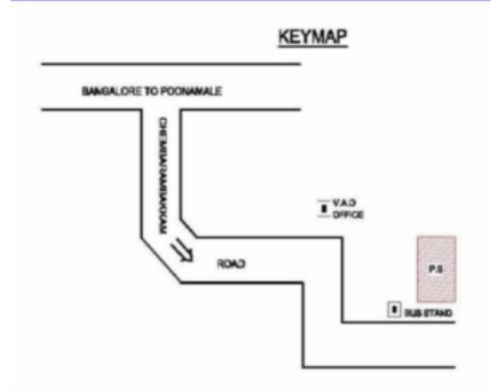 KEYMAP
BANGALORE TO POONAMALE
CHEMBARAMBAKKAM
V.A.O
OFFICE
ROAD
P.S
BUS STAND